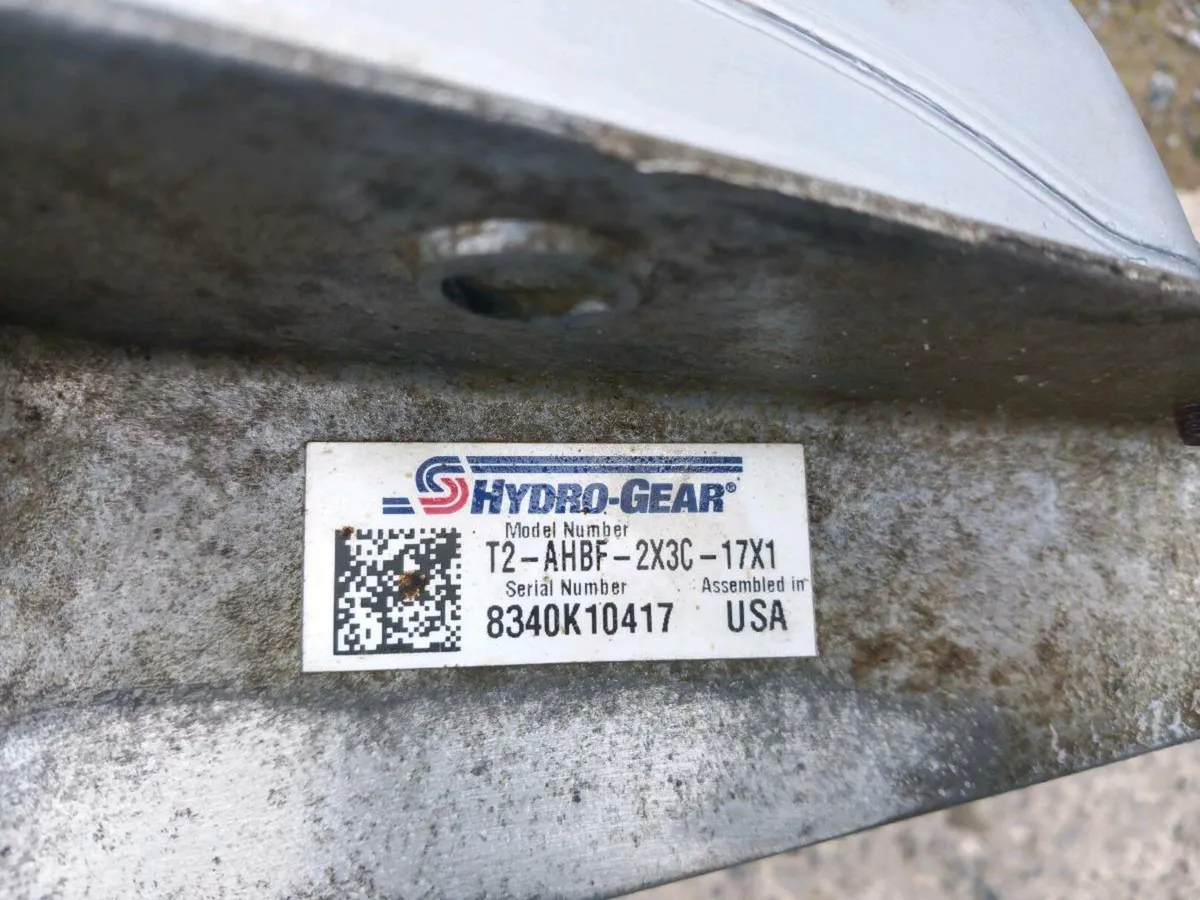 HYDRO-GEAR®
Model Number
T2-AHBF-2X3C-17X1
Serial Number Assembled in
8340K10417 USA